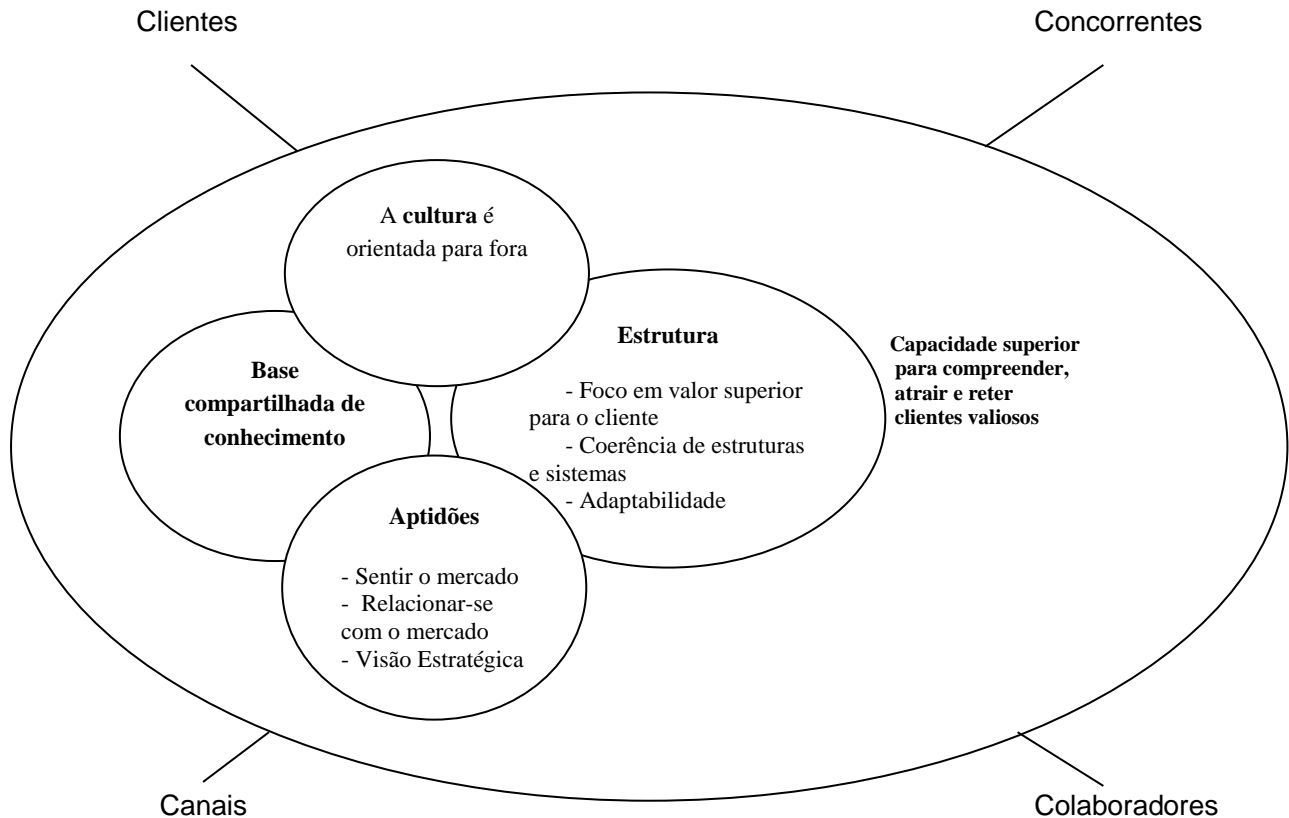 Clientes
Concorrentes
A cultura é
orientada para fora
Base
compartilhada de
conhecimento
Estrutura
- Foco em valor superior
para o cliente
- Coerência de estruturas
e sistemas
- Adaptabilidade
Capacidade superior
para compreender,
atrair e reter
clientes valiosos
Aptidões
- Sentir o mercado
- Relacionar-se
com o mercado
- Visão Estratégica
Canais
Colaboradores